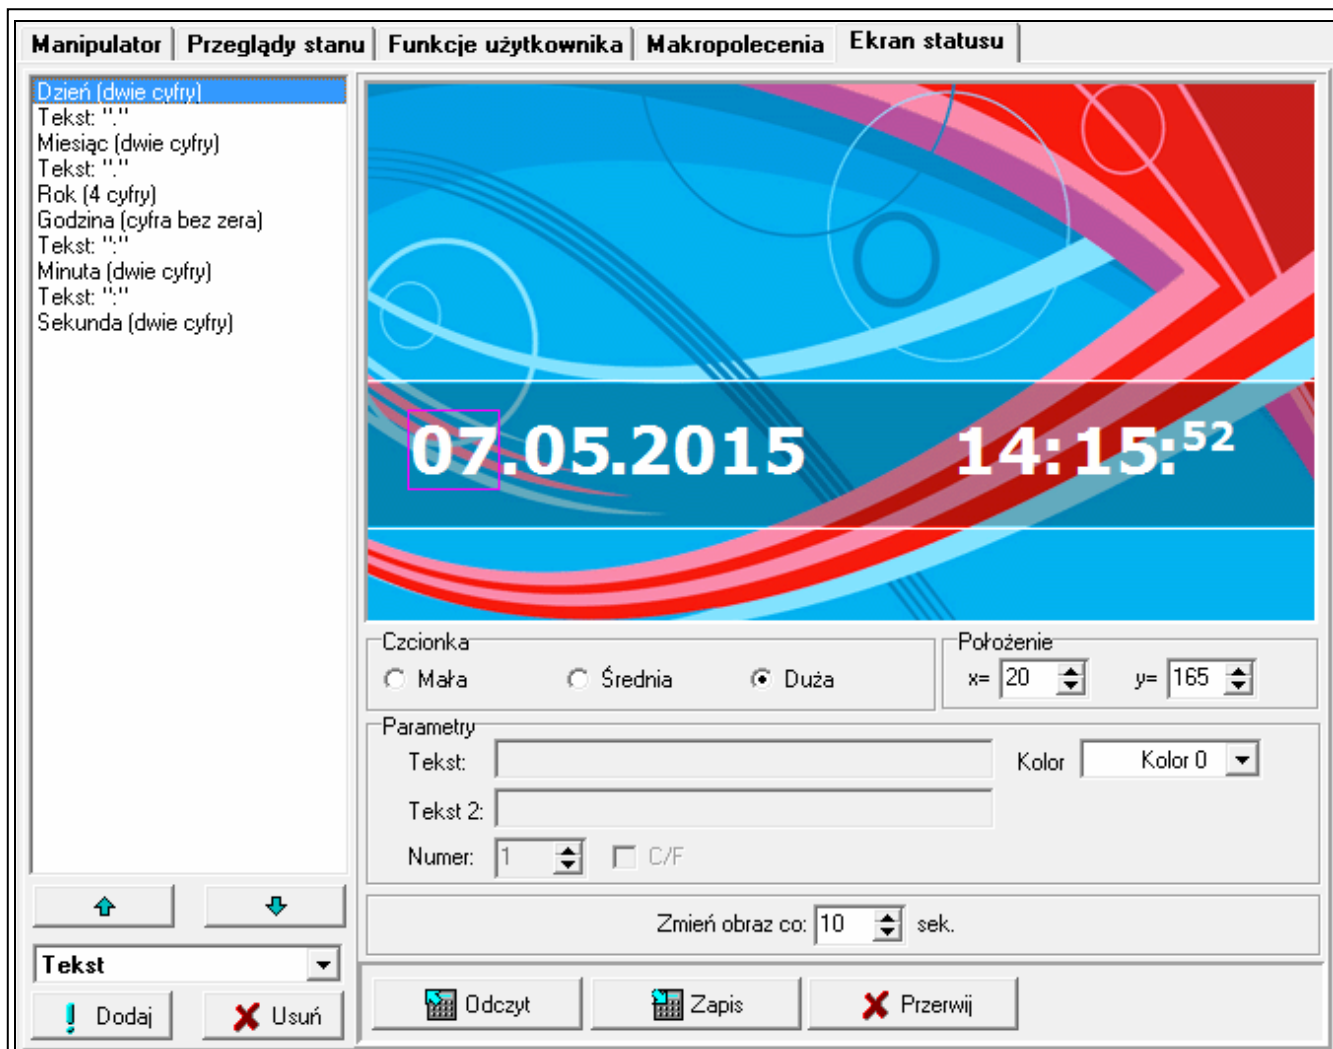 Manipulator Przeglądy stanu Funkcje użytkownika Makropolecenia Ekran statusu
Dzień (dwie cyfry)
Tekst: "."
Miesiąc (dwie cyfry)
Tekst: "."
Rok (4 cyfry)
Godzina (cyfra bez zera)
Tekst: ":"
Minuta (dwie cyfry)
Tekst: ":"
Sekunda (dwie cyfry)
07.05.2015 14:15:52
Czcionka
Mała Średnia Duża
Położenie
x= 20 y= 165
Parametry
Tekst: Kolor Kolor 0
Tekst 2:
Numer: 1 C/F
Zmień obraz co: 10 sek.
Tekst
Dodaj Usuń
Odczyt Zapis Przerwij